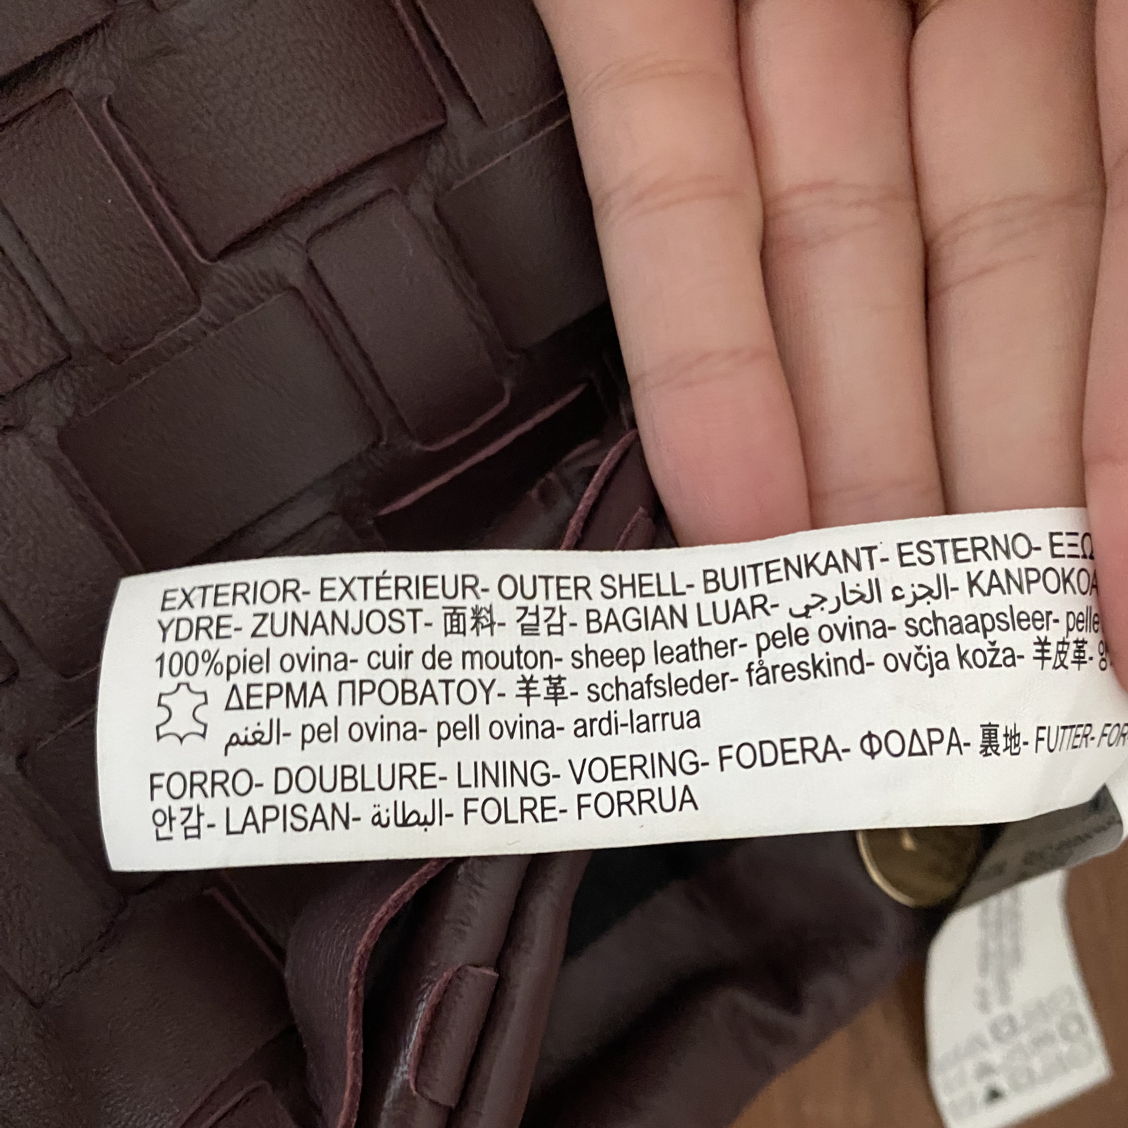 EXTERIOR- EXTÉRIEUR- OUTER SHELL- BUITENKANT- ESTERNO-
YDRE- ZUNANJOST- 面料- 겉감- BAGIAN LUAR- الجزء الخارجي-
100%piel ovina- cuir de mouton- sheep leather- pele ovina- schaapsleer- pelle
ΔΕΡΜΑ ΠΡΟΒΑΤΟΥ- 羊革- schafsleder- fåreskind- ovčja koža- 羊皮革-
الغنم- pel ovina- pell ovina- ardi-larrua
FORRO- DOUBLURE- LINING- VOERING- FODERA- ΦΟΔΡΑ- 裏地- FUTTER-
안감- LAPISAN- البطانة- FOLRE- FORRUA